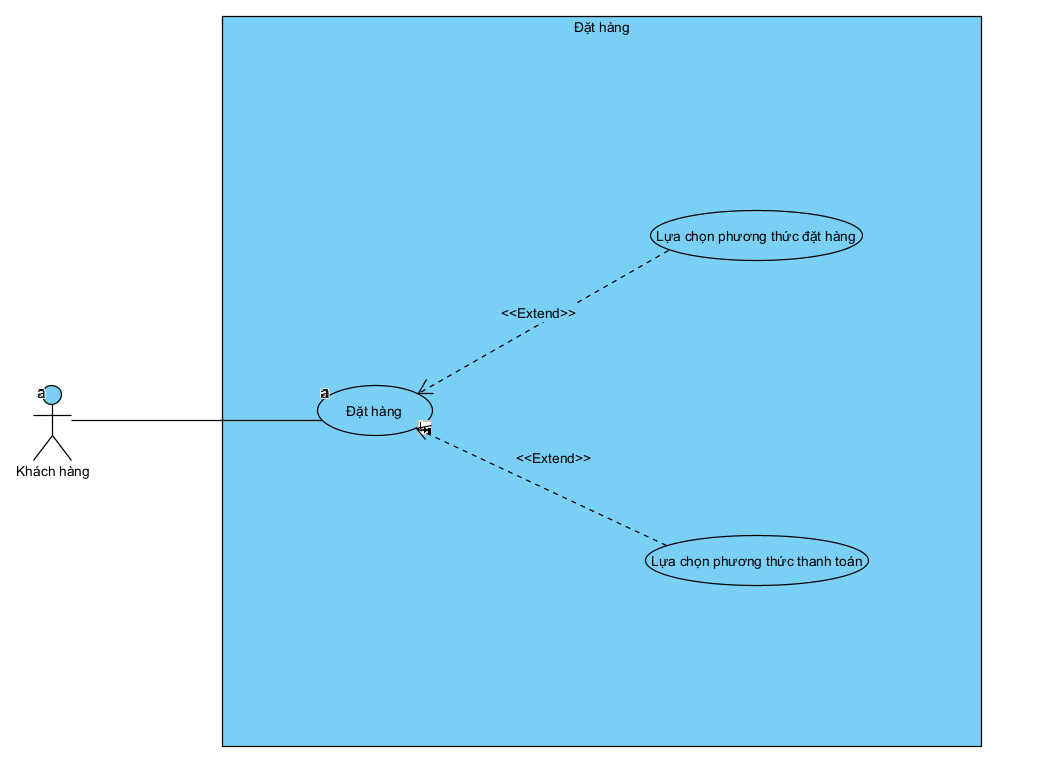 Đặt hàng
Lựa chọn phương thức đặt hàng
<<Extend>>
a
a
Đặt hàng
<<Extend>>
Khách hàng
Lựa chọn phương thức thanh toán